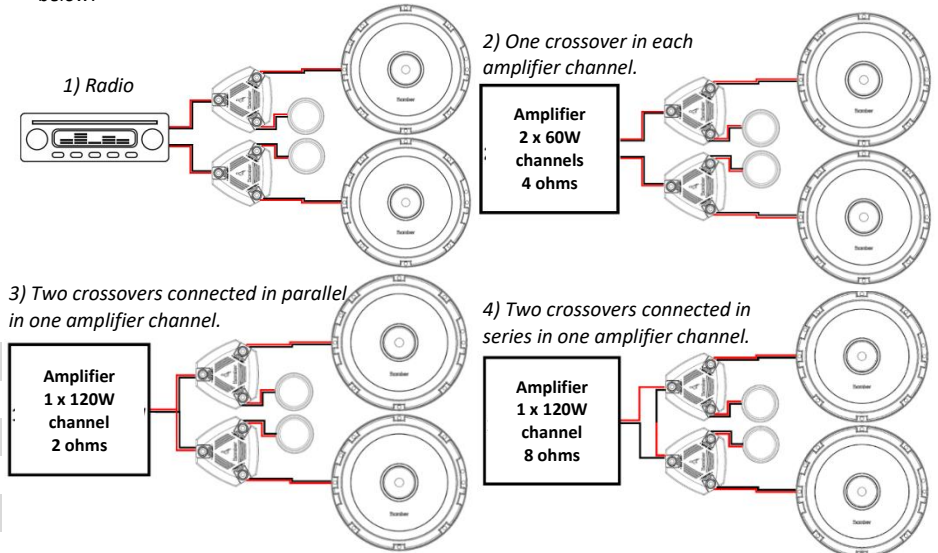 below:
1) Radio
2) One crossover in each
amplifier channel.
Amplifier
2 x 60W
channels
4 ohms
3) Two crossovers connected in parallel
in one amplifier channel.
Amplifier
1 x 120W
channel
2 ohms
4) Two crossovers connected in
series in one amplifier channel.
Amplifier
1 x 120W
channel
8 ohms